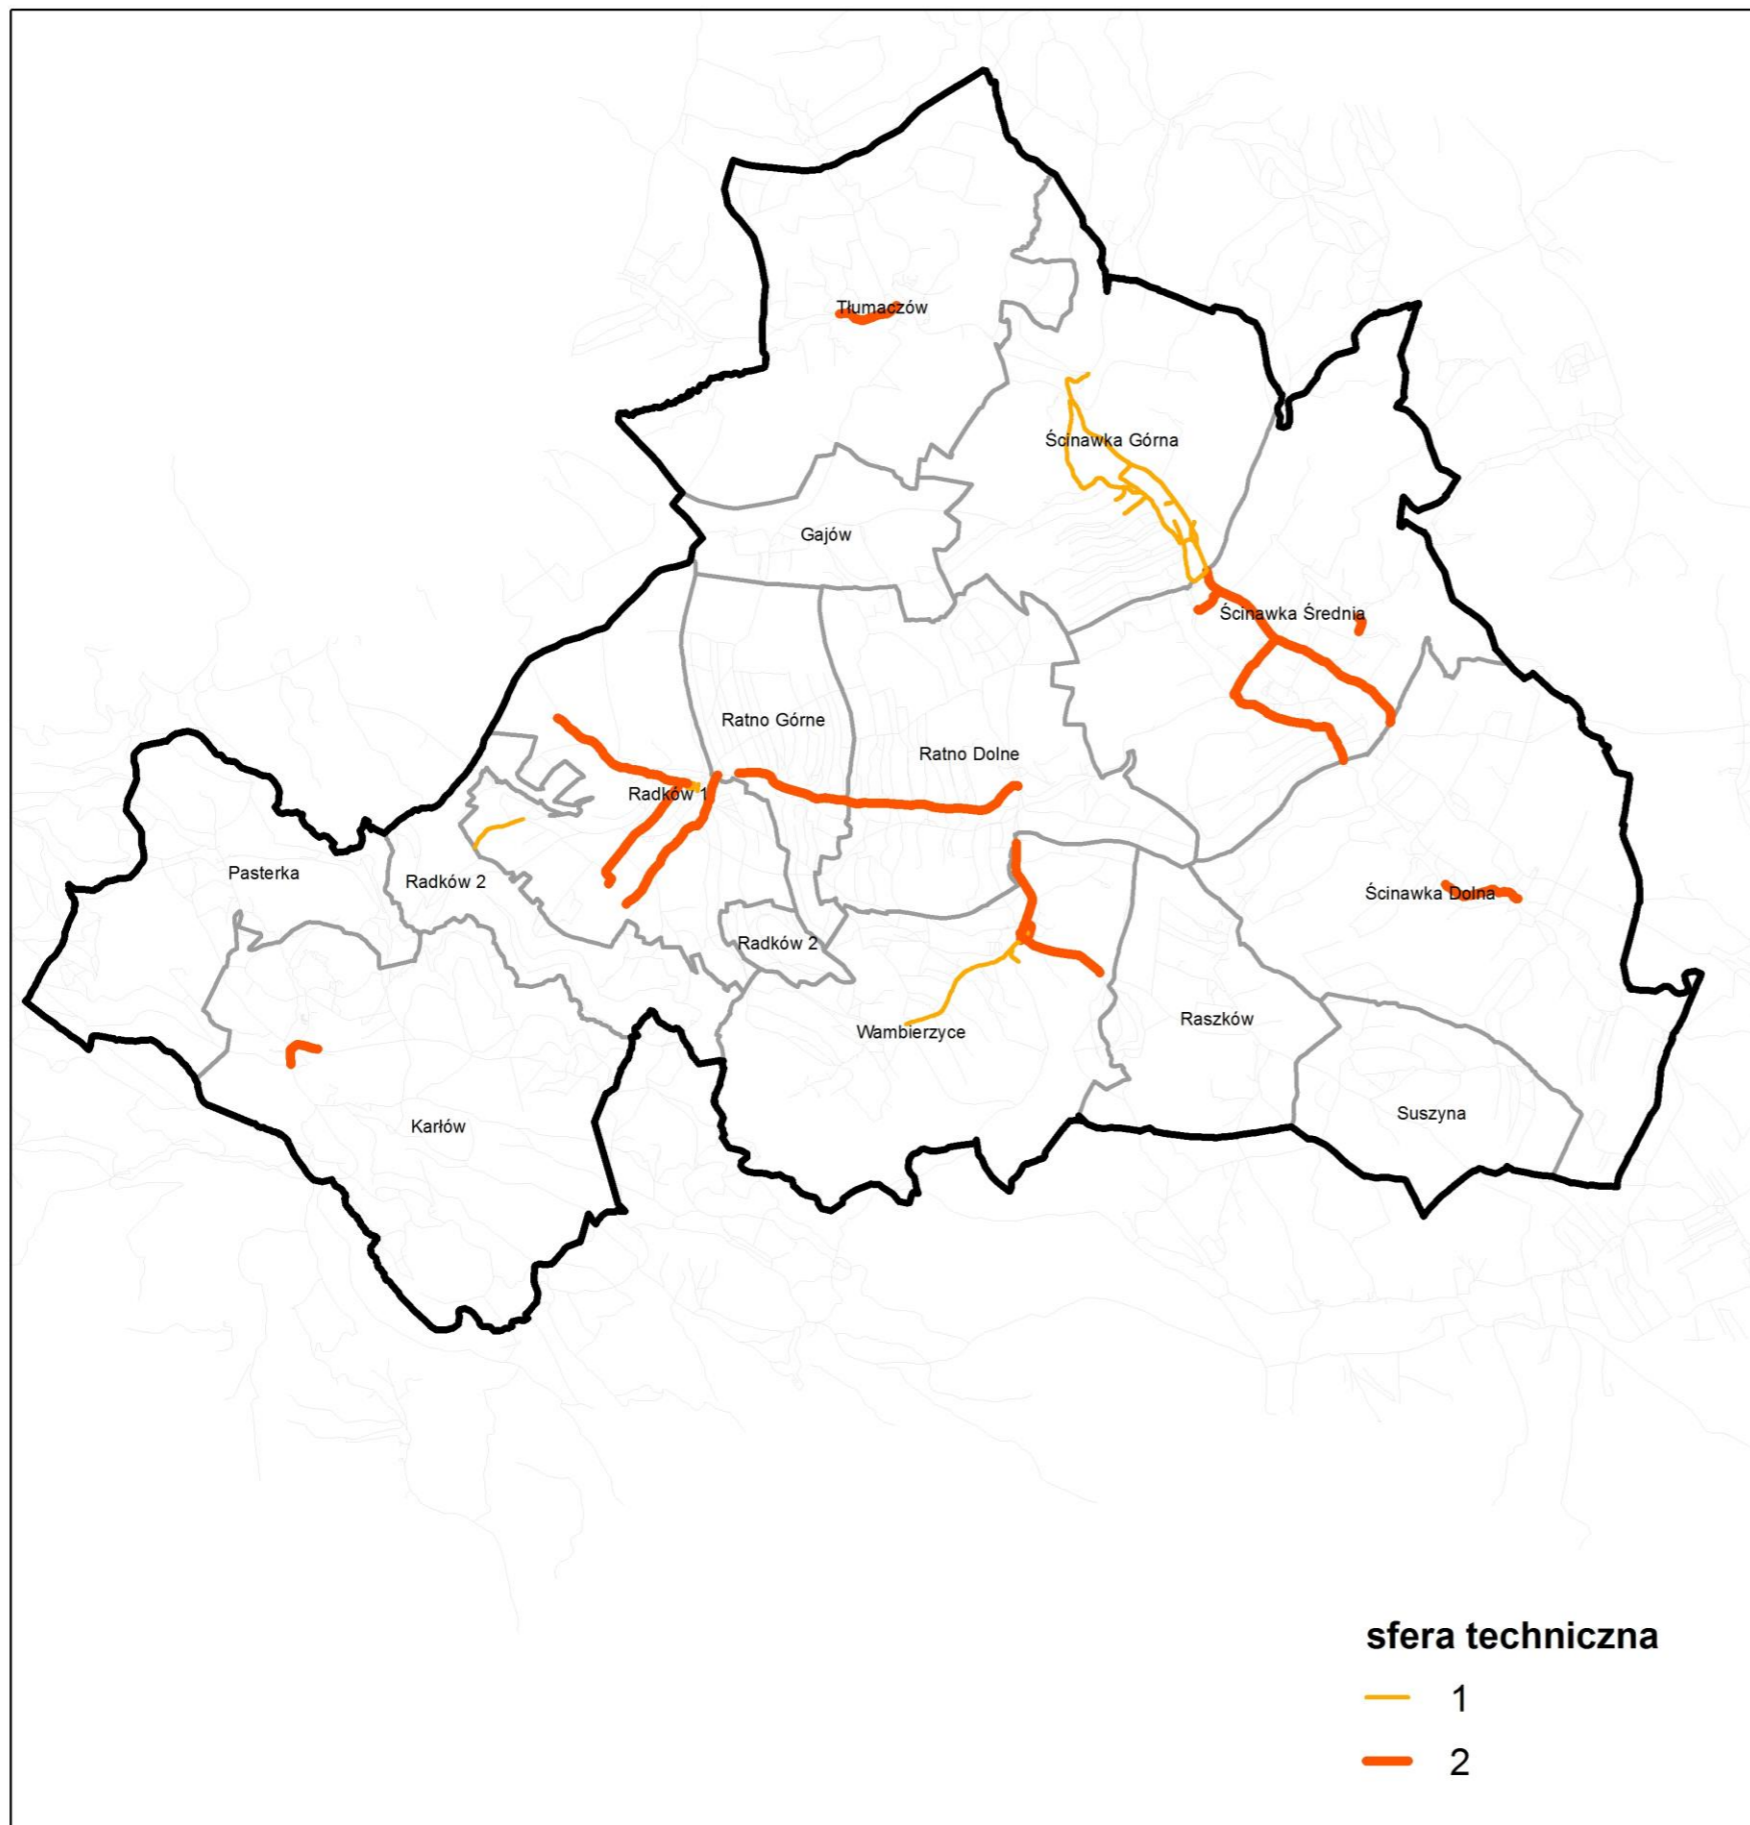 Tłumaczów
Ścinawka Górna
Gajów
Ścinawka Średnia
Ratno Górne
Ratno Dolne
Radków 1
Pasterka
Radków 2
Ścinawka Dolna
Radków 2
Raszków
Wambierzyce
Karłów
Suszyna
sfera techniczna
1
2